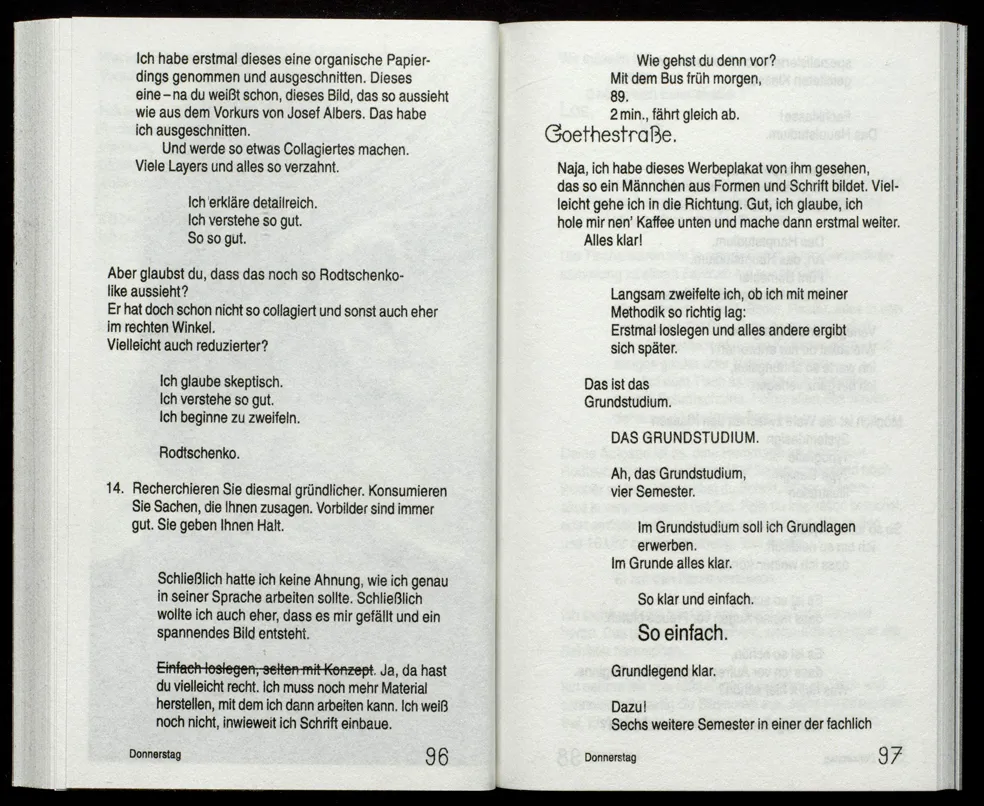 Ich habe erstmal dieses eine organische Papier-
dings genommen und ausgeschnitten. Dieses
eine – na du weißt schon, dieses Bild, das so aussieht
wie aus dem Vorkurs von Josef Albers. Das habe
ich ausgeschnitten.
Und werde so etwas Collagiertes machen.
Viele Layers und alles so verzahnt.
Ich erkläre detailreich.
Ich verstehe so gut.
So so gut.
Aber glaubst du, dass das noch so Rodtschenko-
like aussieht?
Er hat doch schon nicht so collagiert und sonst auch eher
im rechten Winkel.
Vielleicht auch reduzierter?
Ich glaube skeptisch.
Ich verstehe so gut.
Ich beginne zu zweifeln.
Rodtschenko.
14. Recherchieren Sie diesmal gründlicher. Konsumieren
Sie Sachen, die Ihnen zusagen. Vorbilder sind immer
gut. Sie geben Ihnen Halt.
Schließlich hatte ich keine Ahnung, wie ich genau
in seiner Sprache arbeiten sollte. Schließlich
wollte ich auch eher, dass es mir gefällt und ein
spannendes Bild entsteht.
Einfach loslegen, selten mit Konzept. Ja, da hast
du vielleicht recht. Ich muss noch mehr Material
herstellen, mit dem ich dann arbeiten kann. Ich weiß
noch nicht, inwieweit ich Schrift einbaue.
Donnerstag 96
Wie gehst du denn vor?
Mit dem Bus früh morgen,
89.
2 min., fährt gleich ab.
Goethestraße.
Naja, ich habe dieses Werbeplakat von ihm gesehen,
das so ein Männchen aus Formen und Schrift bildet. Viel-
leicht gehe ich in die Richtung. Gut, ich glaube, ich
hole mir nen' Kaffee unten und mache dann erstmal weiter.
Alles klar!
Langsam zweifelte ich, ob ich mit meiner
Methodik so richtig lag:
Erstmal loslegen und alles andere ergibt
sich später.
Das ist das
Grundstudium.
DAS GRUNDSTUDIUM.
Ah, das Grundstudium,
vier Semester.
Im Grundstudium soll ich Grundlagen
erwerben.
Im Grunde alles klar.
So klar und einfach.
So einfach.
Grundlegend klar.
Dazu!
Sechs weitere Semester in einer der fachlich
Donnerstag 97